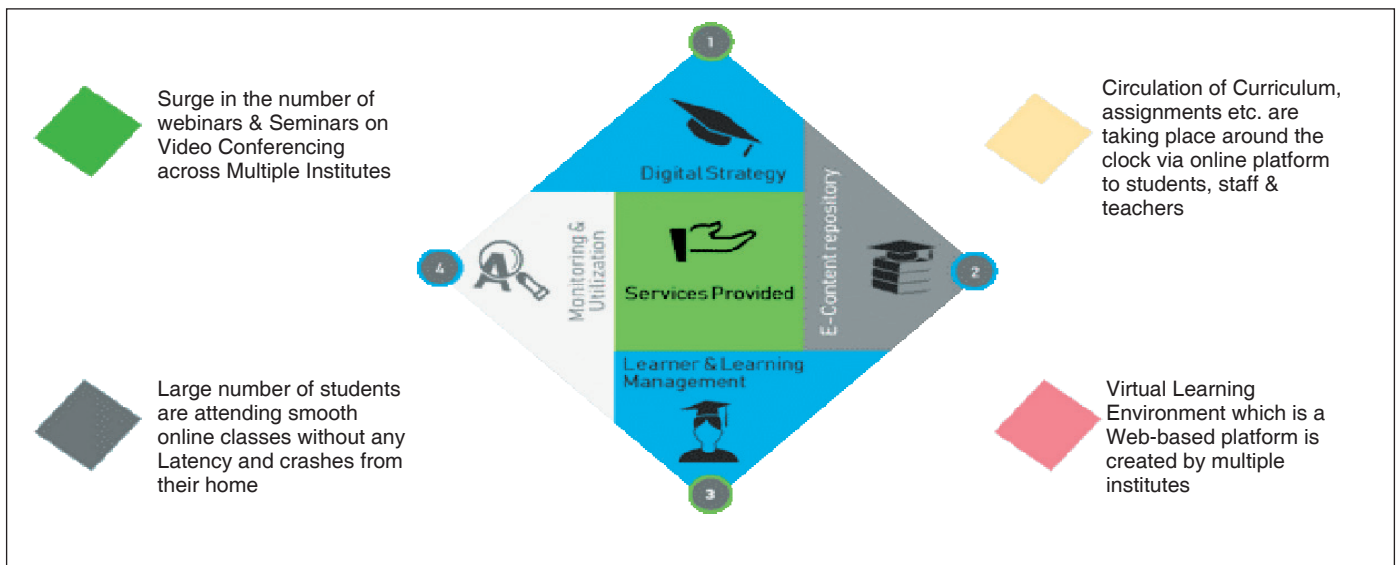 Surge in the number of
webinars & Seminars on
Video Conferencing
across Multiple Institutes
Large number of students
are attending smooth
online classes without any
Latency and crashes from
their home
1
Digital Strategy
4
Monitoring &
Utilization
Services Provided
E-Content repository
2
Learner & Learning
Management
3
Circulation of Curriculum,
assignments etc. are
taking place around the
clock via online platform
to students, staff &
teachers
Virtual Learning
Environment which is a
Web-based platform is
created by multiple
institutes